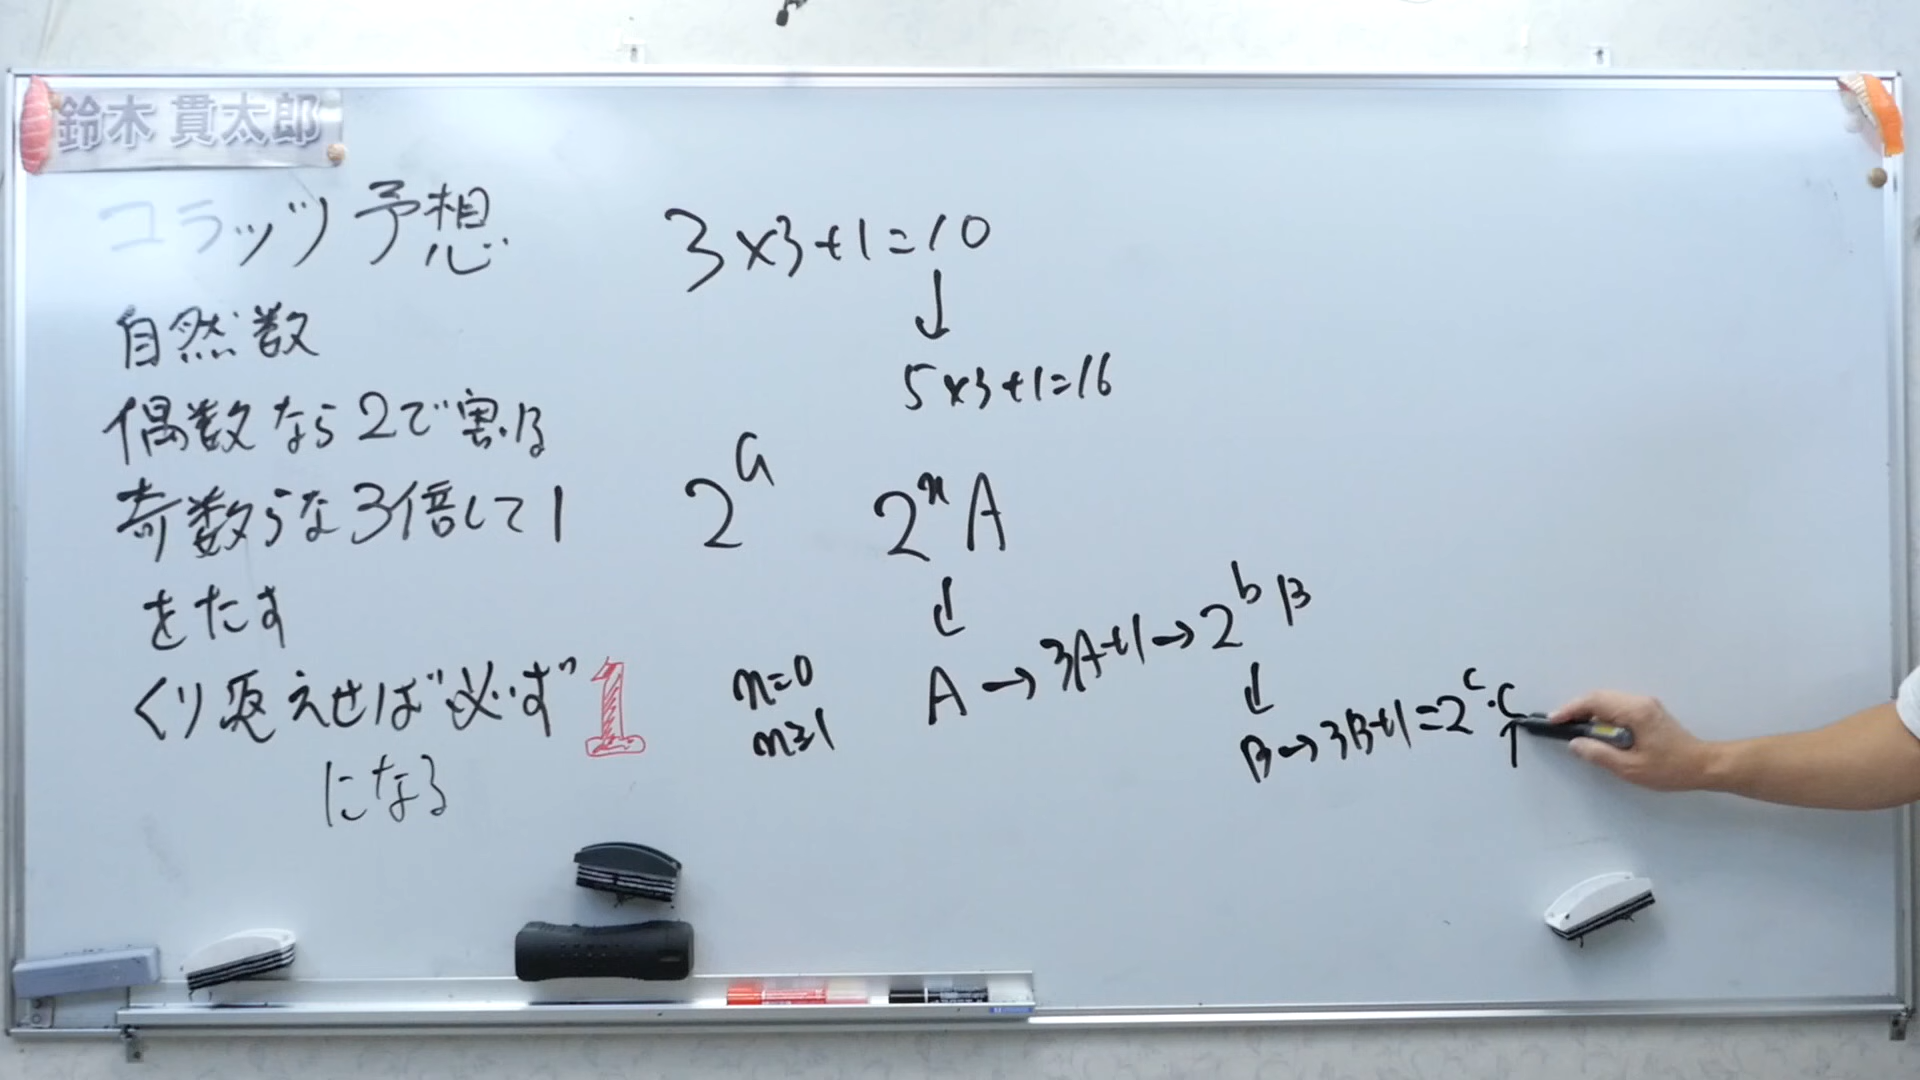 鈴木 貫太郎
コラッツ予想
自然数
偶数なら2で割る
奇数らな3倍して1
をたす
くり返えせば"必ず"1
になる
3×3+1=10
↓
5×3+1=16
2^a
2^n A
↓
n=0
n≥1
A→3A+1→2^b B
↓
B→3B+1=2^c·C
↑